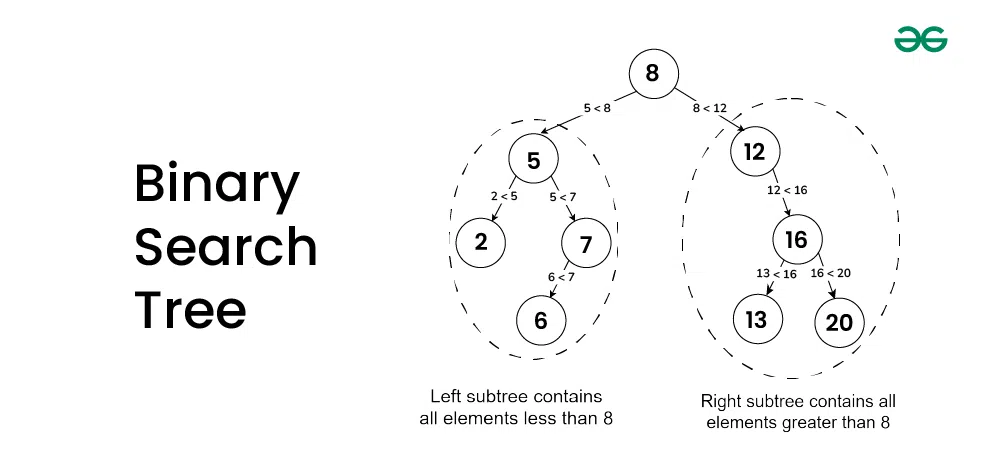 Binary
Search
Tree
8
5 < 8
8 < 12
5
12
2 < 5
5 < 7
12 < 16
2
7
16
6 < 7
13 < 16
16 < 20
6
13
20
Left subtree contains
all elements less than 8
Right subtree contains all
elements greater than 8